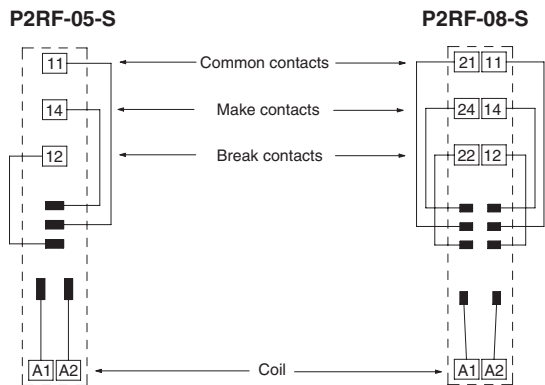 P2RF-05-S P2RF-08-S
11 Common contacts 21 11
14 Make contacts 24 14
12 Break contacts 22 12
A1 A2 Coil A1 A2